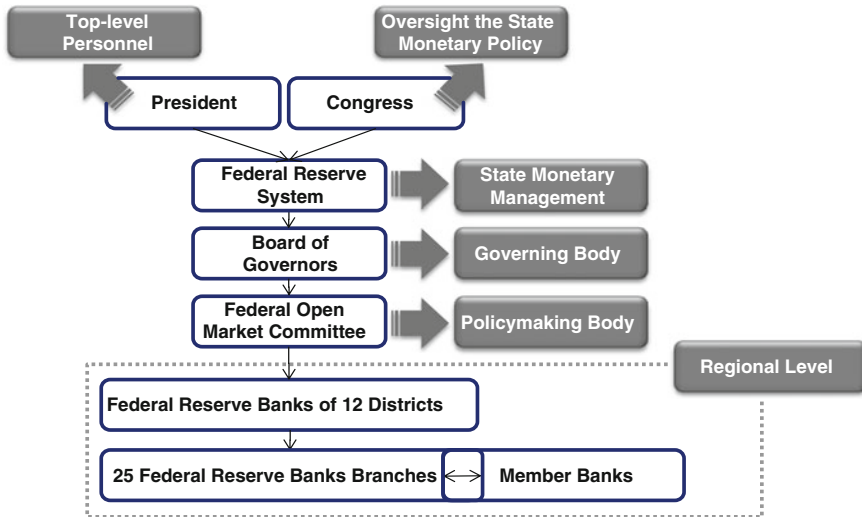 Top-level
Personnel
Oversight the State
Monetary Policy
President
Congress
Federal Reserve
System
State Monetary
Management
Board of
Governors
Governing Body
Federal Open
Market Committee
Policymaking Body
Regional Level
Federal Reserve Banks of 12 Districts
25 Federal Reserve Banks Branches
Member Banks